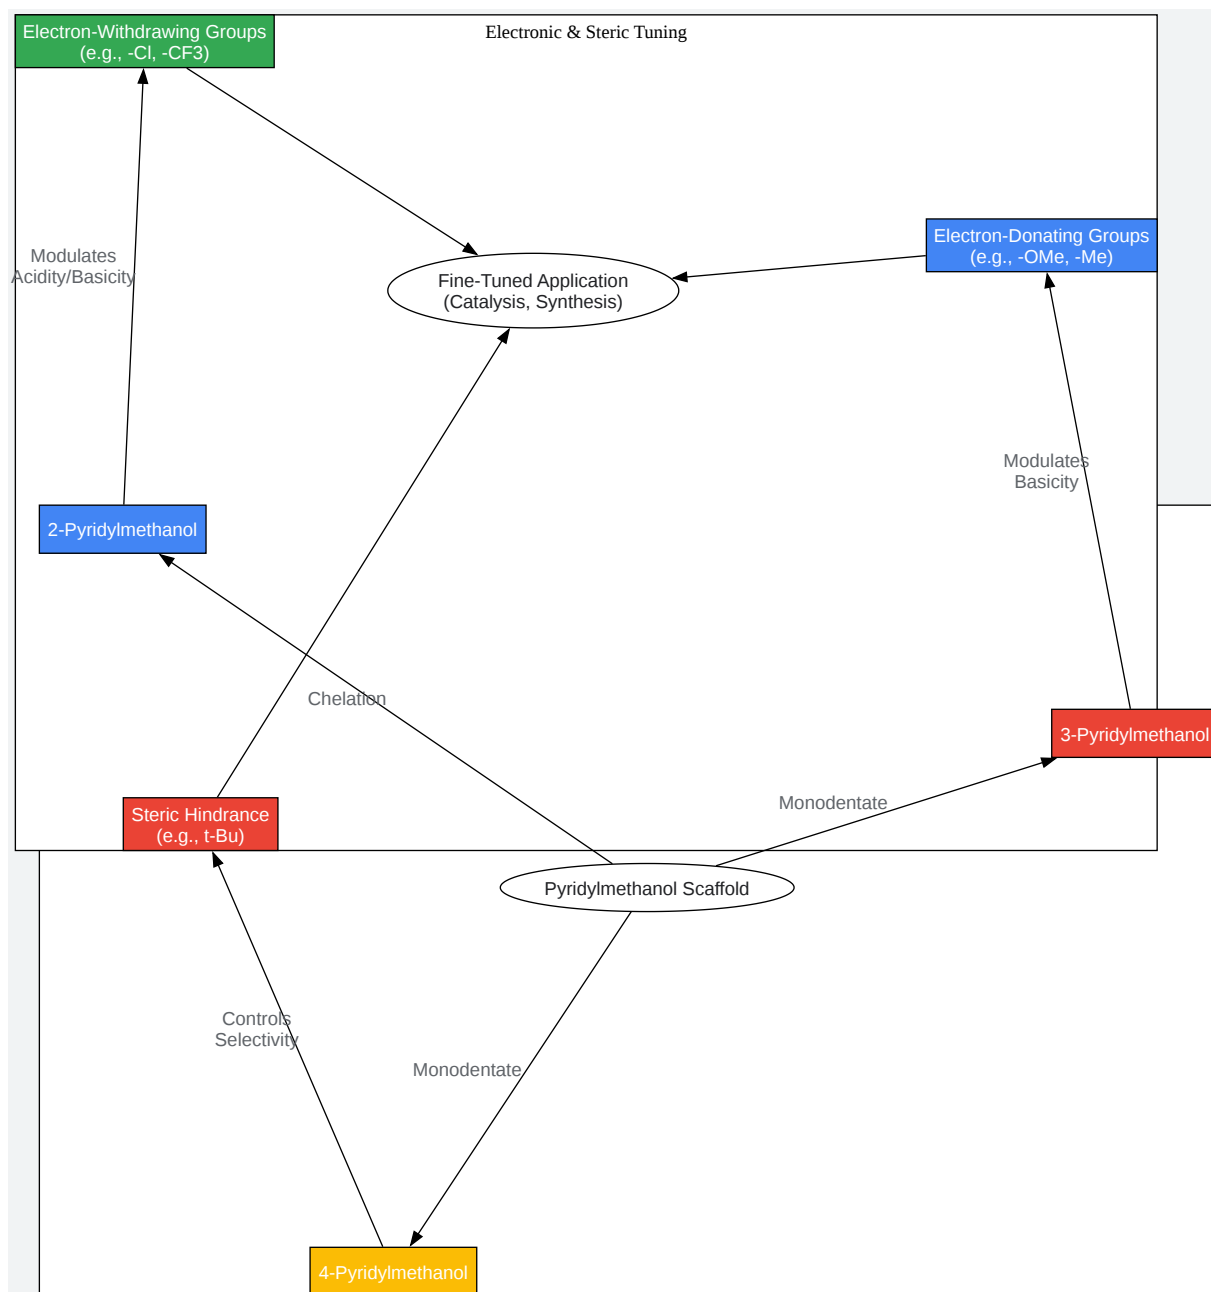 Electron-Withdrawing Groups
(e.g., -Cl, -CF3)
Electronic & Steric Tuning
Electron-Donating Groups
(e.g., -OMe, -Me)
Modulates
Acidity/Basicity
Fine-Tuned Application
(Catalysis, Synthesis)
Modulates
Basicity
2-Pyridylmethanol
Chelation
3-Pyridylmethanol
Monodentate
Steric Hindrance
(e.g., t-Bu)
Pyridylmethanol Scaffold
Controls
Selectivity
Monodentate
4-Pyridylmethanol